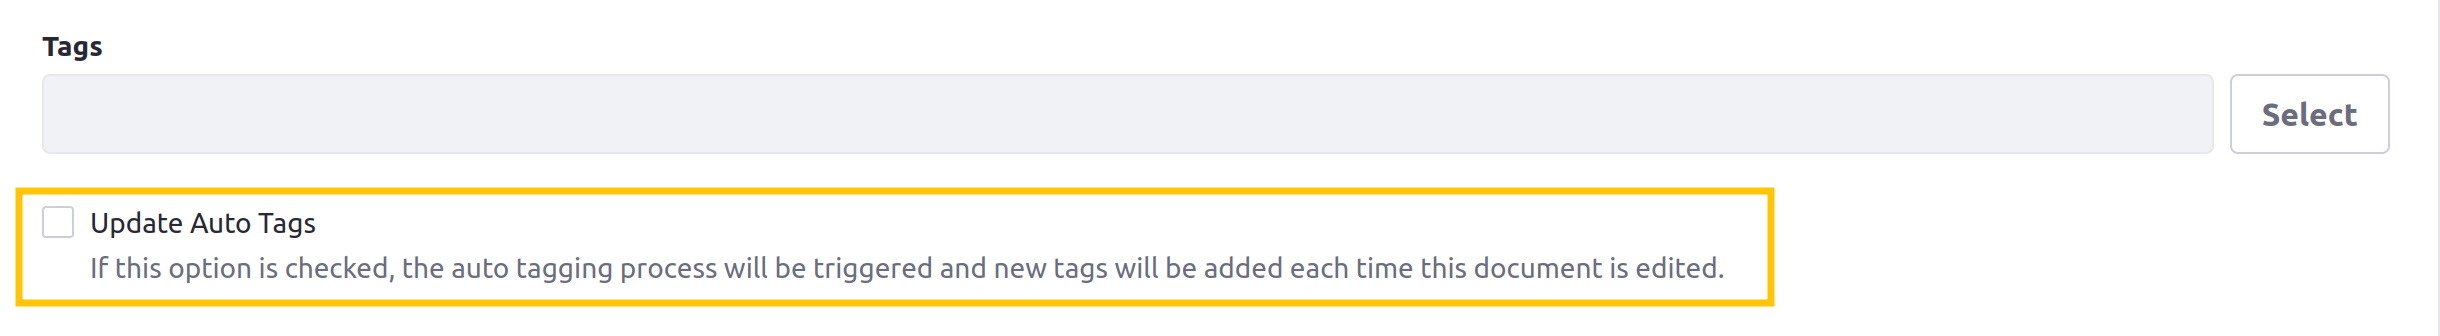 Tags
Select
Update Auto Tags
If this option is checked, the auto tagging process will be triggered and new tags will be added each time this document is edited.